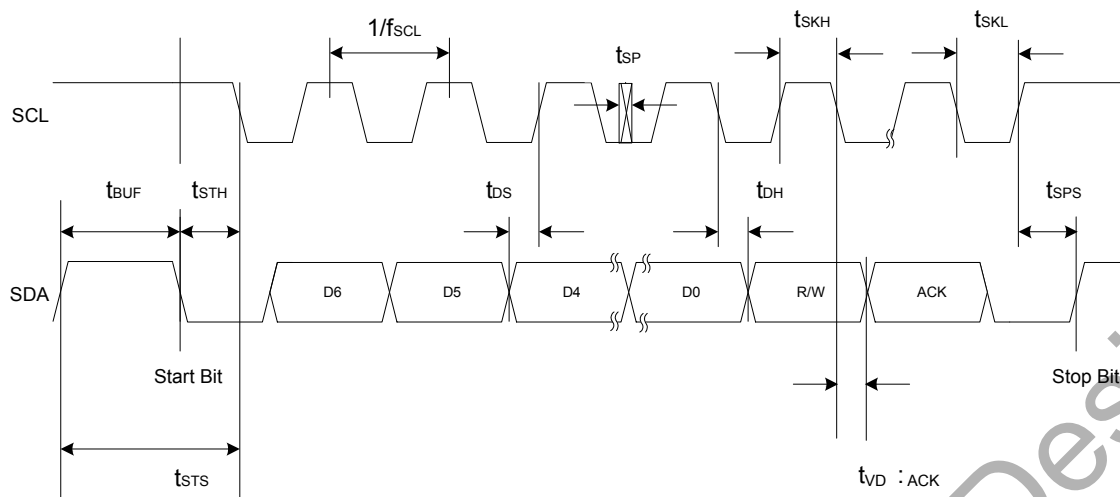 1/fSCL
tSKH
tSKL
tSP
SCL
tBUF
tSTH
tDS
tDH
tSPS
SDA
D6
D5
D4
D0
R/W
ACK
Start Bit
Stop Bit
tSTS
tVD : ACK
Desi